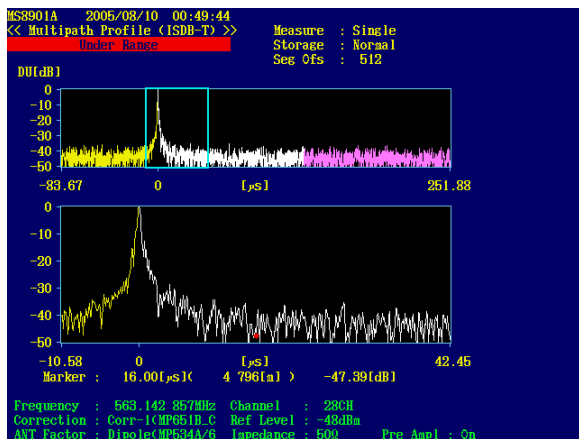 MS8901A 2005/08/10 00:49:44
<< Multipath Profile (ISDB-T) >> Measure : Single
Under Range Storage : Normal
Seg Ofs : 512
DU[dB]
0
-10
-20
-30
-40
-50
-83.67 0 [μs] 251.88
0
-10
-20
-30
-40
-50
-10.58 0 [μs] 42.45
Marker : 16.00[μs]( 4 796[m] ) -47.39[dB]
Frequency : 563.142 857MHz Channel : 28CH
Correction : Corr-1(MP651B_C Ref Level : -48dBm
ANT Factor : Dipole(MP534A/6 Impedance : 50Ω Pre Ampl : On